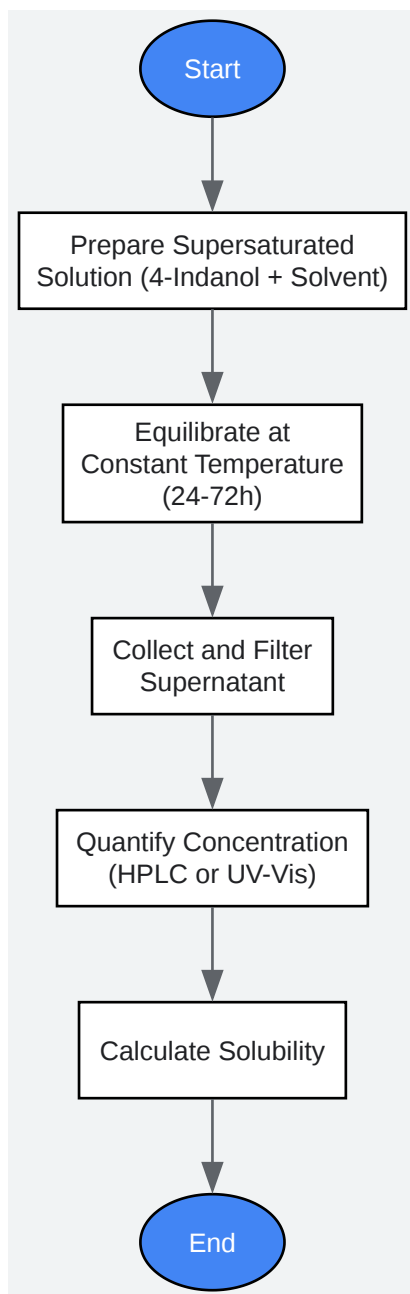 Start
Prepare Supersaturated
Solution (4-Indanol + Solvent)
Equilibrate at
Constant Temperature
(24-72h)
Collect and Filter
Supernatant
Quantify Concentration
(HPLC or UV-Vis)
Calculate Solubility
End